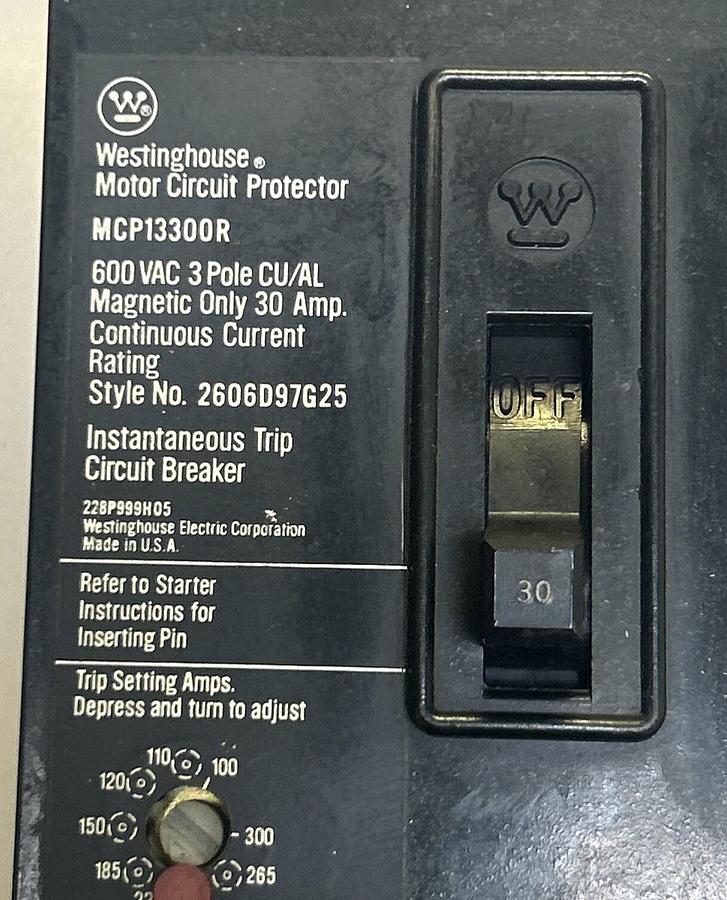 W®
Westinghouse®
Motor Circuit Protector
MCP13300R
600 VAC 3 Pole CU/AL
Magnetic Only 30 Amp.
Continuous Current
Rating
Style No. 2606D97G25
Instantaneous Trip
Circuit Breaker
228P999H05
Westinghouse Electric Corporation
Made in U.S.A.
Refer to Starter
Instructions for
Inserting Pin
Trip Setting Amps.
Depress and turn to adjust
110 100
120
150 300
185 265
W
OFF
30